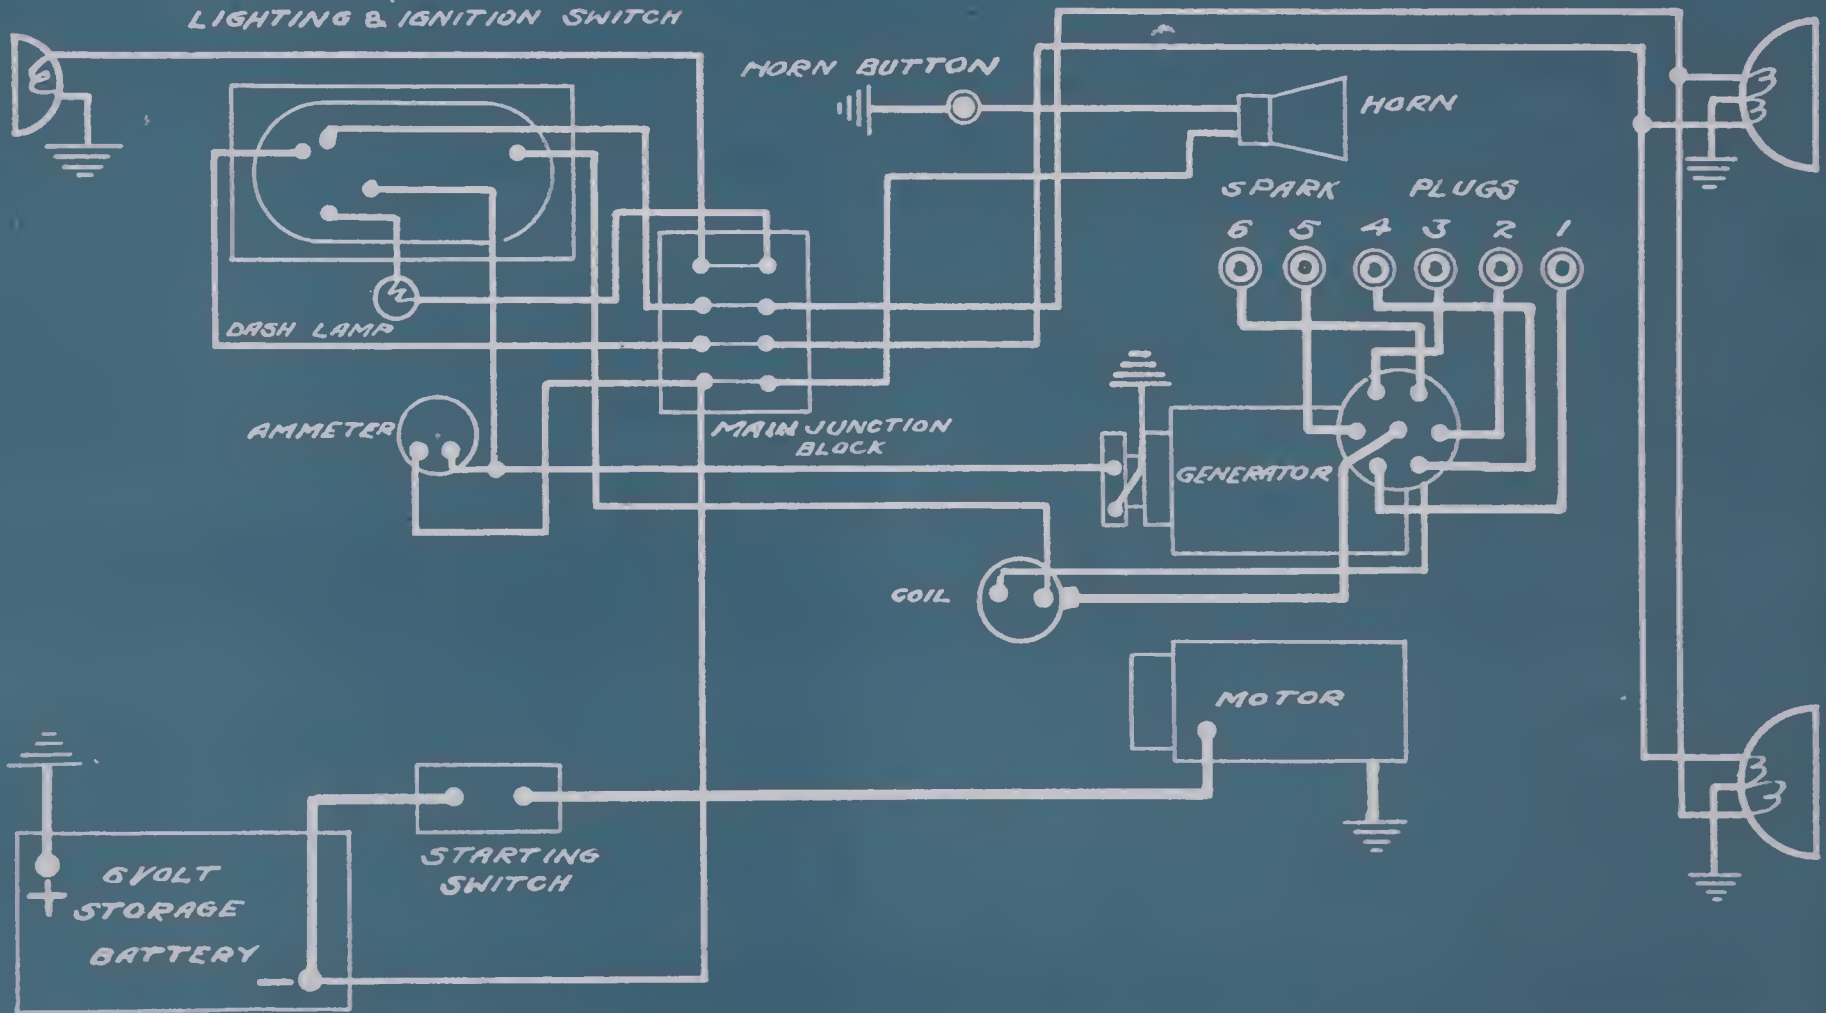 LIGHTING & IGNITION SWITCH
HORN BUTTON
HORN
SPARK PLUGS
6 5 4 3 2 1
DASH LAMP
AMMETER
MAIN JUNCTION
BLOCK
GENERATOR
COIL
MOTOR
STARTING
SWITCH
6 VOLT
+ STORAGE
BATTERY
-